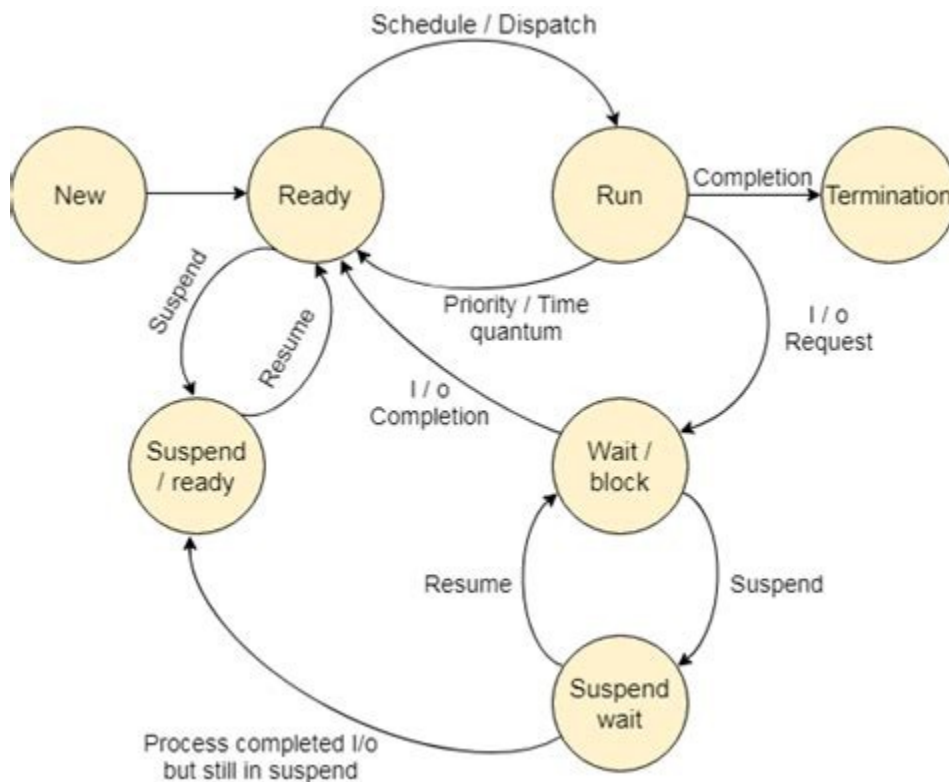 Schedule / Dispatch
New
Ready
Run
Completion
Termination
Suspend
Resume
Priority / Time
quantum
I / o
Request
I / o
Completion
Suspend
/ ready
Wait /
block
Resume
Suspend
Suspend
wait
Process completed I/o
but still in suspend